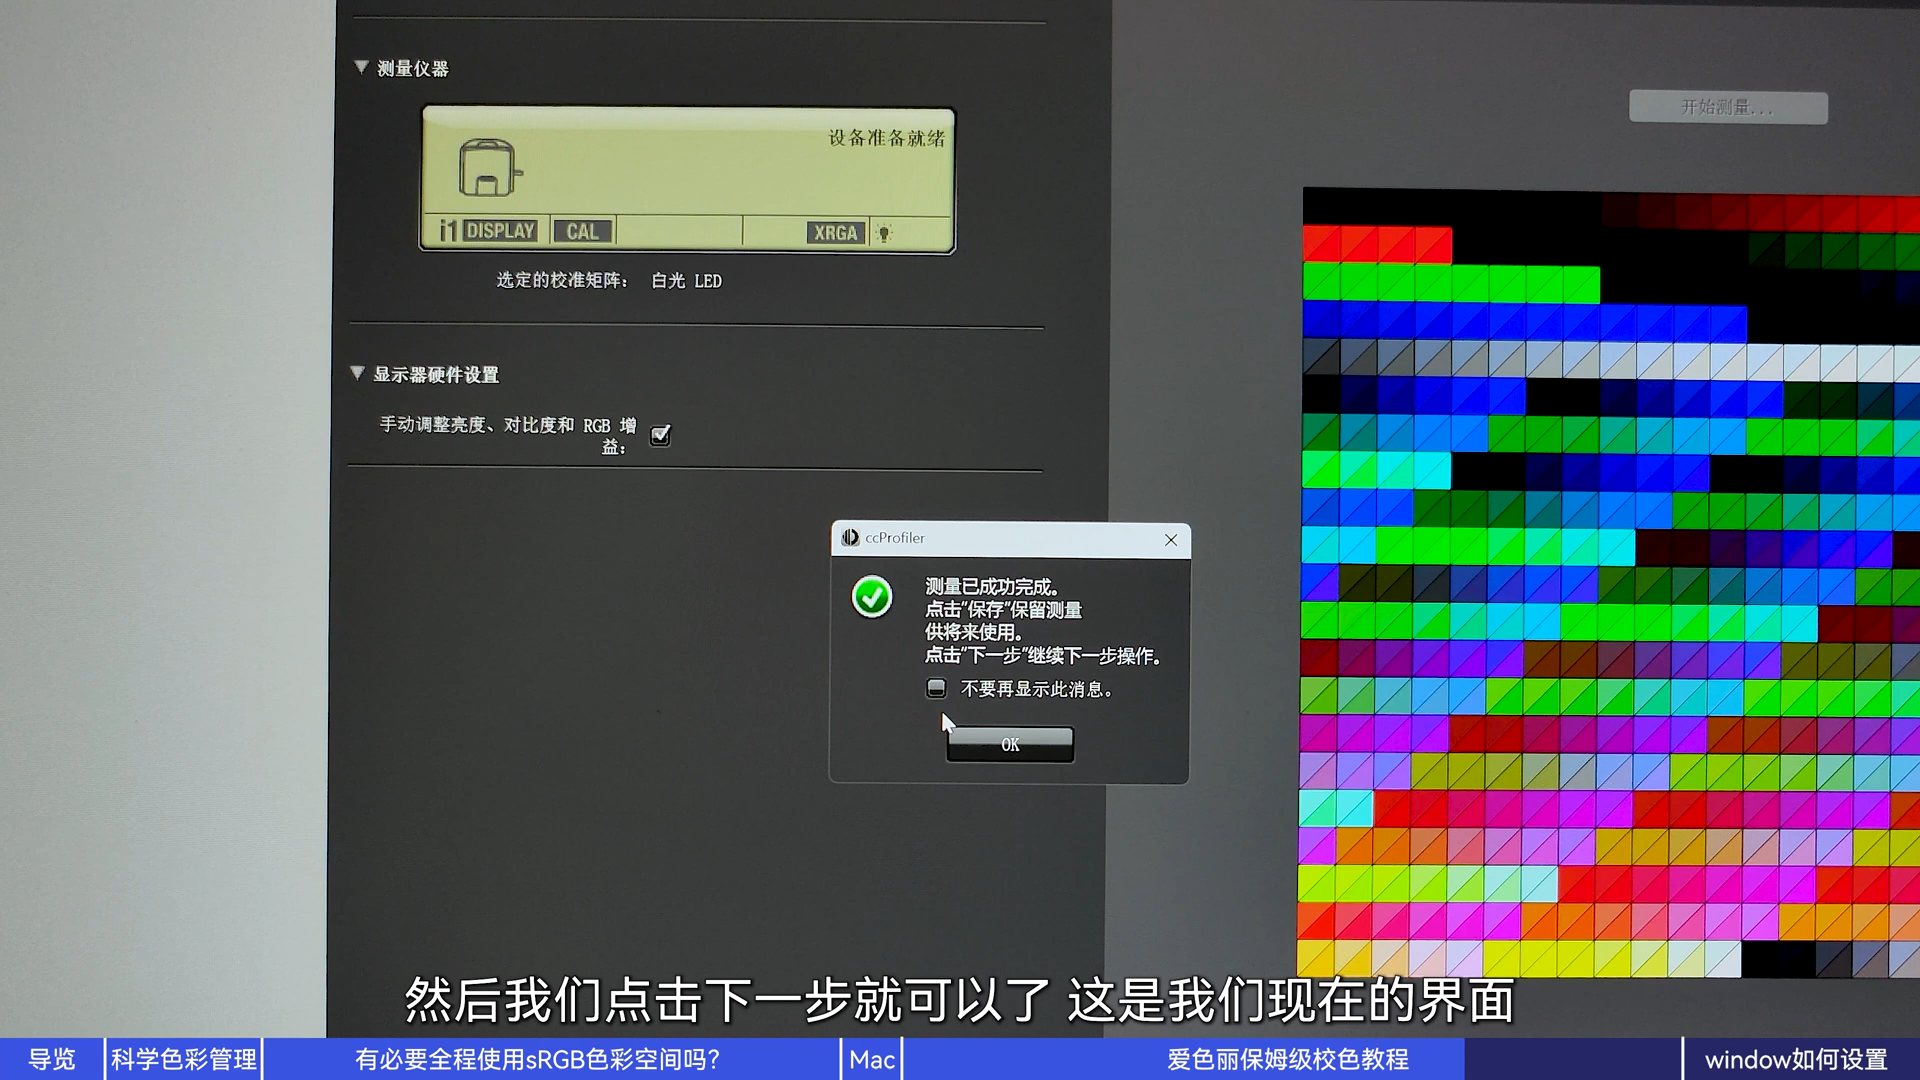 测量仪器
开始测量...
设备准备就绪
i1 DISPLAY CAL XRGA
选定的校准矩阵: 白光 LED
显示器硬件设置
手动调整亮度、对比度和 RGB 增
益:
ccProfiler
测量已成功完成。
点击"保存"保留测量
供将来使用。
点击"下一步"继续下一步操作。
不要再显示此消息。
OK
然后我们点击下一步就可以了 这是我们现在的界面
导览 科学色彩管理 有必要全程使用sRGB色彩空间吗? Mac 爱色丽保姆级校色教程 window如何设置